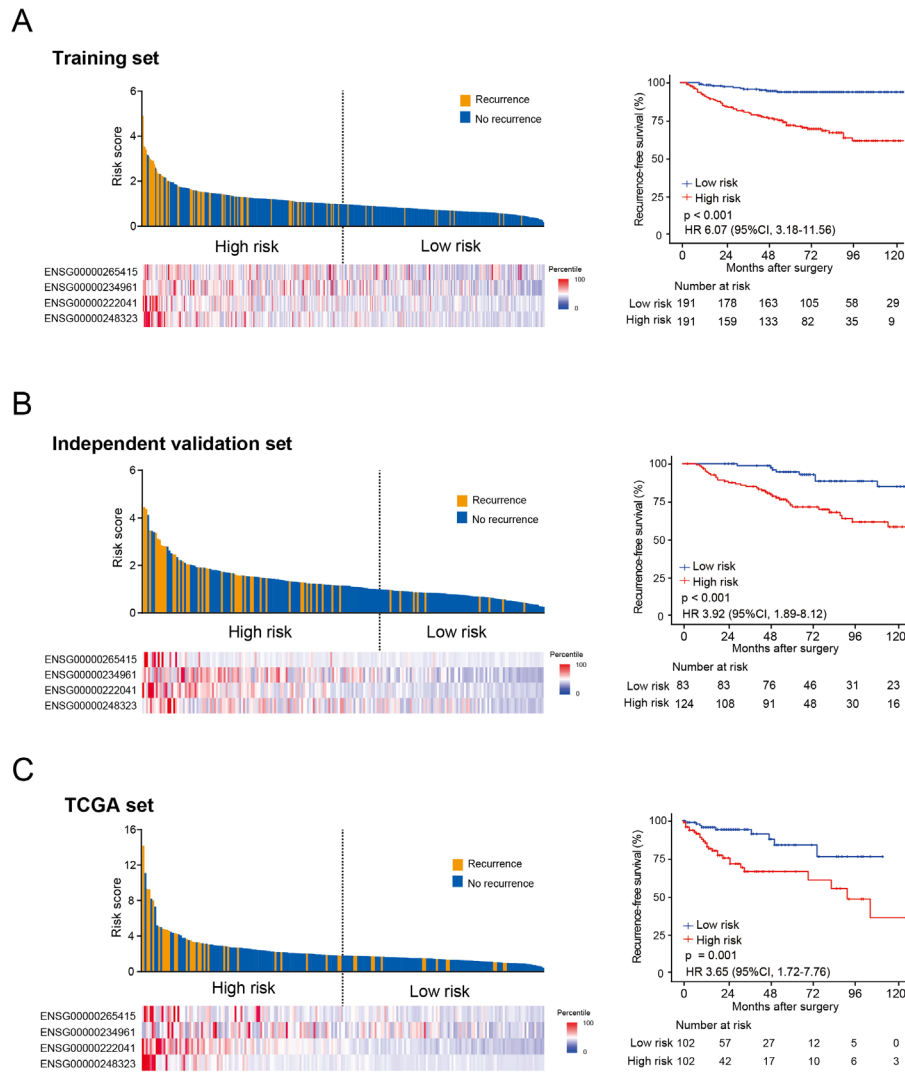 A
Training set
Risk score
6
4
2
0
Recurrence
No recurrence
High risk
Low risk
ENSG00000265415
ENSG00000234961
ENSG00000222041
ENSG00000248323
Percentile
100
0
Recurrence-free survival (%)
100
75
50
25
0
Low risk
High risk
p < 0.001
HR 6.07 (95%CI, 3.18-11.56)
0 24 48 72 96 120
Months after surgery
Number at risk
Low risk 191 178 163 105 58 29
High risk 191 159 133 82 35 9
B
Independent validation set
Risk score
6
4
2
0
Recurrence
No recurrence
High risk
Low risk
ENSG00000265415
ENSG00000234961
ENSG00000222041
ENSG00000248323
Percentile
100
0
Recurrence-free survival (%)
100
75
50
25
0
Low risk
High risk
p < 0.001
HR 3.92 (95%CI, 1.89-8.12)
0 24 48 72 96 120
Months after surgery
Number at risk
Low risk 83 83 76 46 31 23
High risk 124 108 91 48 30 16
C
TCGA set
Risk score
16
12
8
4
0
Recurrence
No recurrence
High risk
Low risk
ENSG00000265415
ENSG00000234961
ENSG00000222041
ENSG00000248323
Percentile
100
0
Recurrence-free survival (%)
100
75
50
25
0
Low risk
High risk
p = 0.001
HR 3.65 (95%CI, 1.72-7.76)
0 24 48 72 96 120
Months after surgery
Number at risk
Low risk 102 57 27 12 5 0
High risk 102 42 17 10 6 3